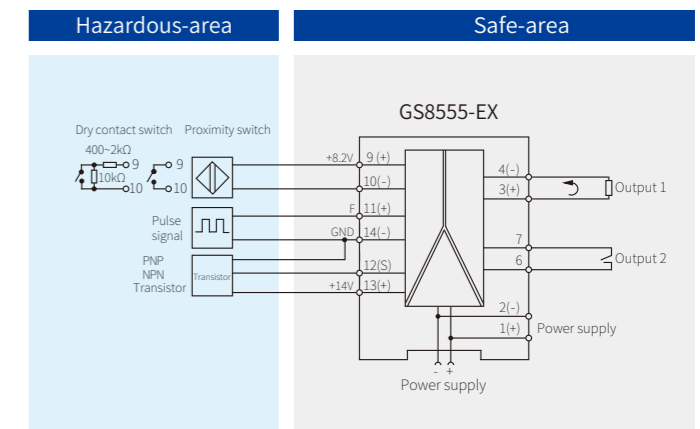 Hazardous-area
Safe-area
GS8555-EX
Dry contact switch
Proximity switch
400~2kΩ
9
9
10kΩ
10
10
+8.2V
9 (+)
10(-)
4(-)
3(+)
Output 1
Pulse
signal
F
11(+)
GND
14(-)
7
6
Output 2
PNP
NPN
Transistor
Transistor
12(S)
+14V
13(+)
2(-)
1(+)
Power supply
- +
Power supply